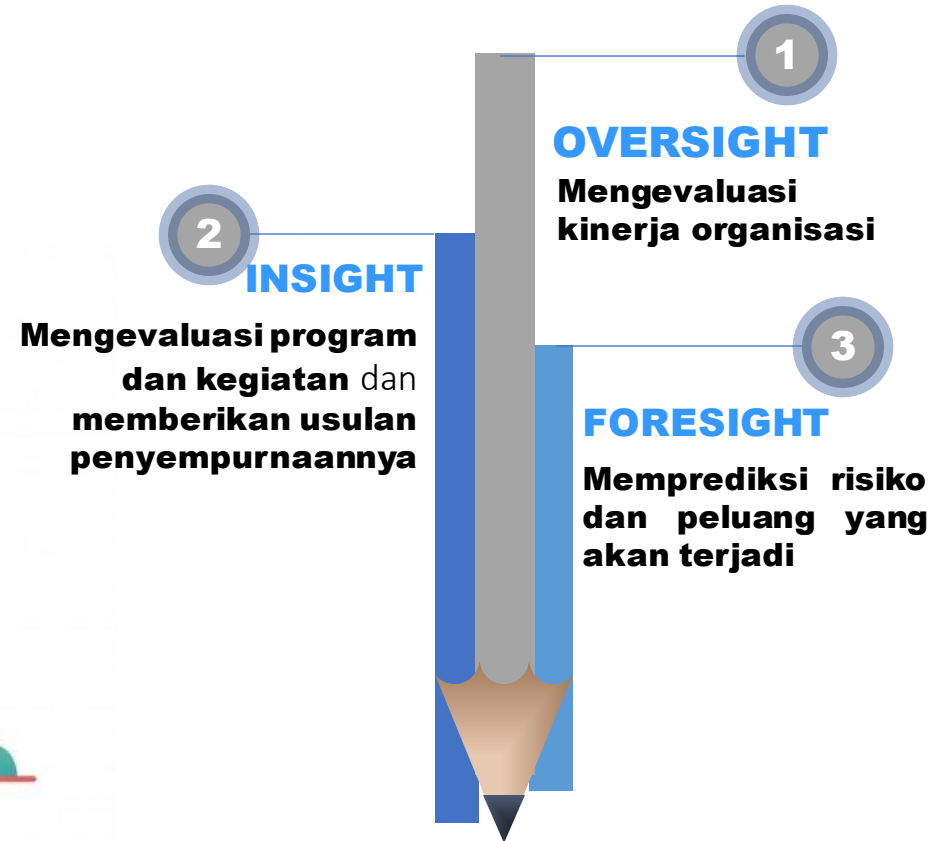 1
OVERSIGHT
Mengevaluasi
kinerja organisasi
2
INSIGHT
Mengevaluasi program
dan kegiatan dan
memberikan usulan
penyempurnaannya
3
FORESIGHT
Memprediksi risiko
dan peluang yang
akan terjadi